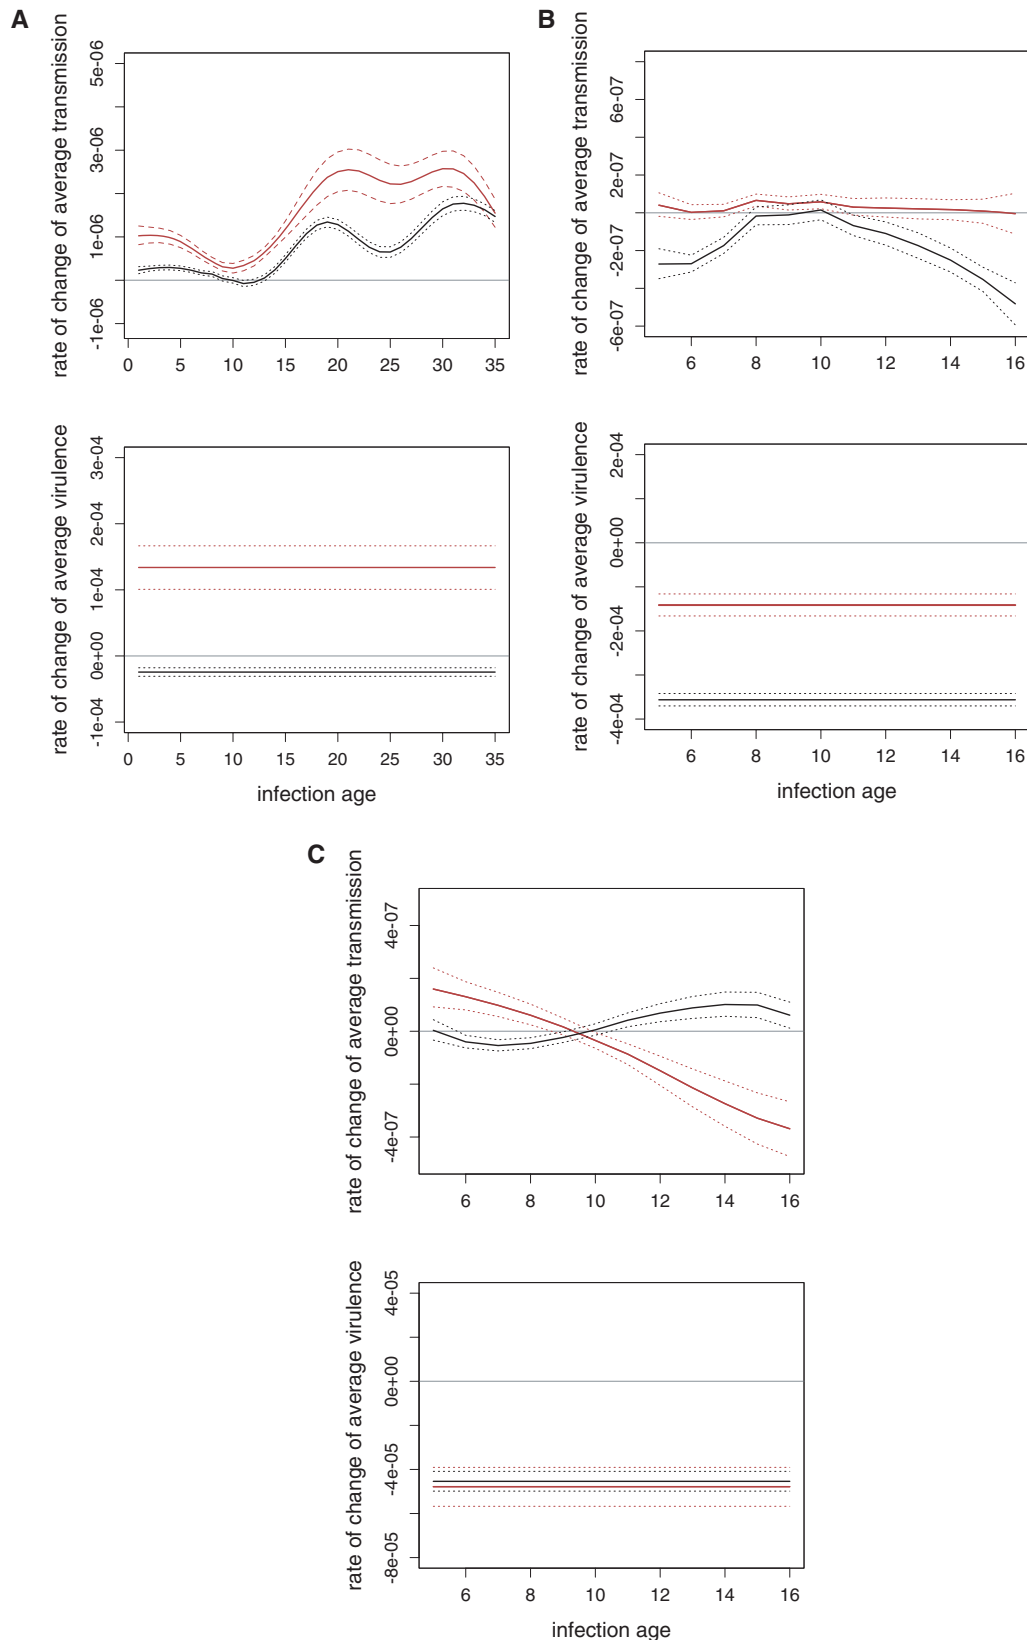 A
rate of change of average transmission
-1e-06 1e-06 3e-06 5e-06
0 5 10 15 20 25 30 35
rate of change of average virulence
-1e-04 0e+00 1e-04 2e-04 3e-04
0 5 10 15 20 25 30 35
infection age
B
rate of change of average transmission
-6e-07 -2e-07 2e-07 6e-07
6 8 10 12 14 16
rate of change of average virulence
-4e-04 -2e-04 0e+00 2e-04
6 8 10 12 14 16
infection age
C
rate of change of average transmission
-4e-07 0e+00 4e-07
6 8 10 12 14 16
rate of change of average virulence
-8e-05 -4e-05 0e+00 4e-05
6 8 10 12 14 16
infection age